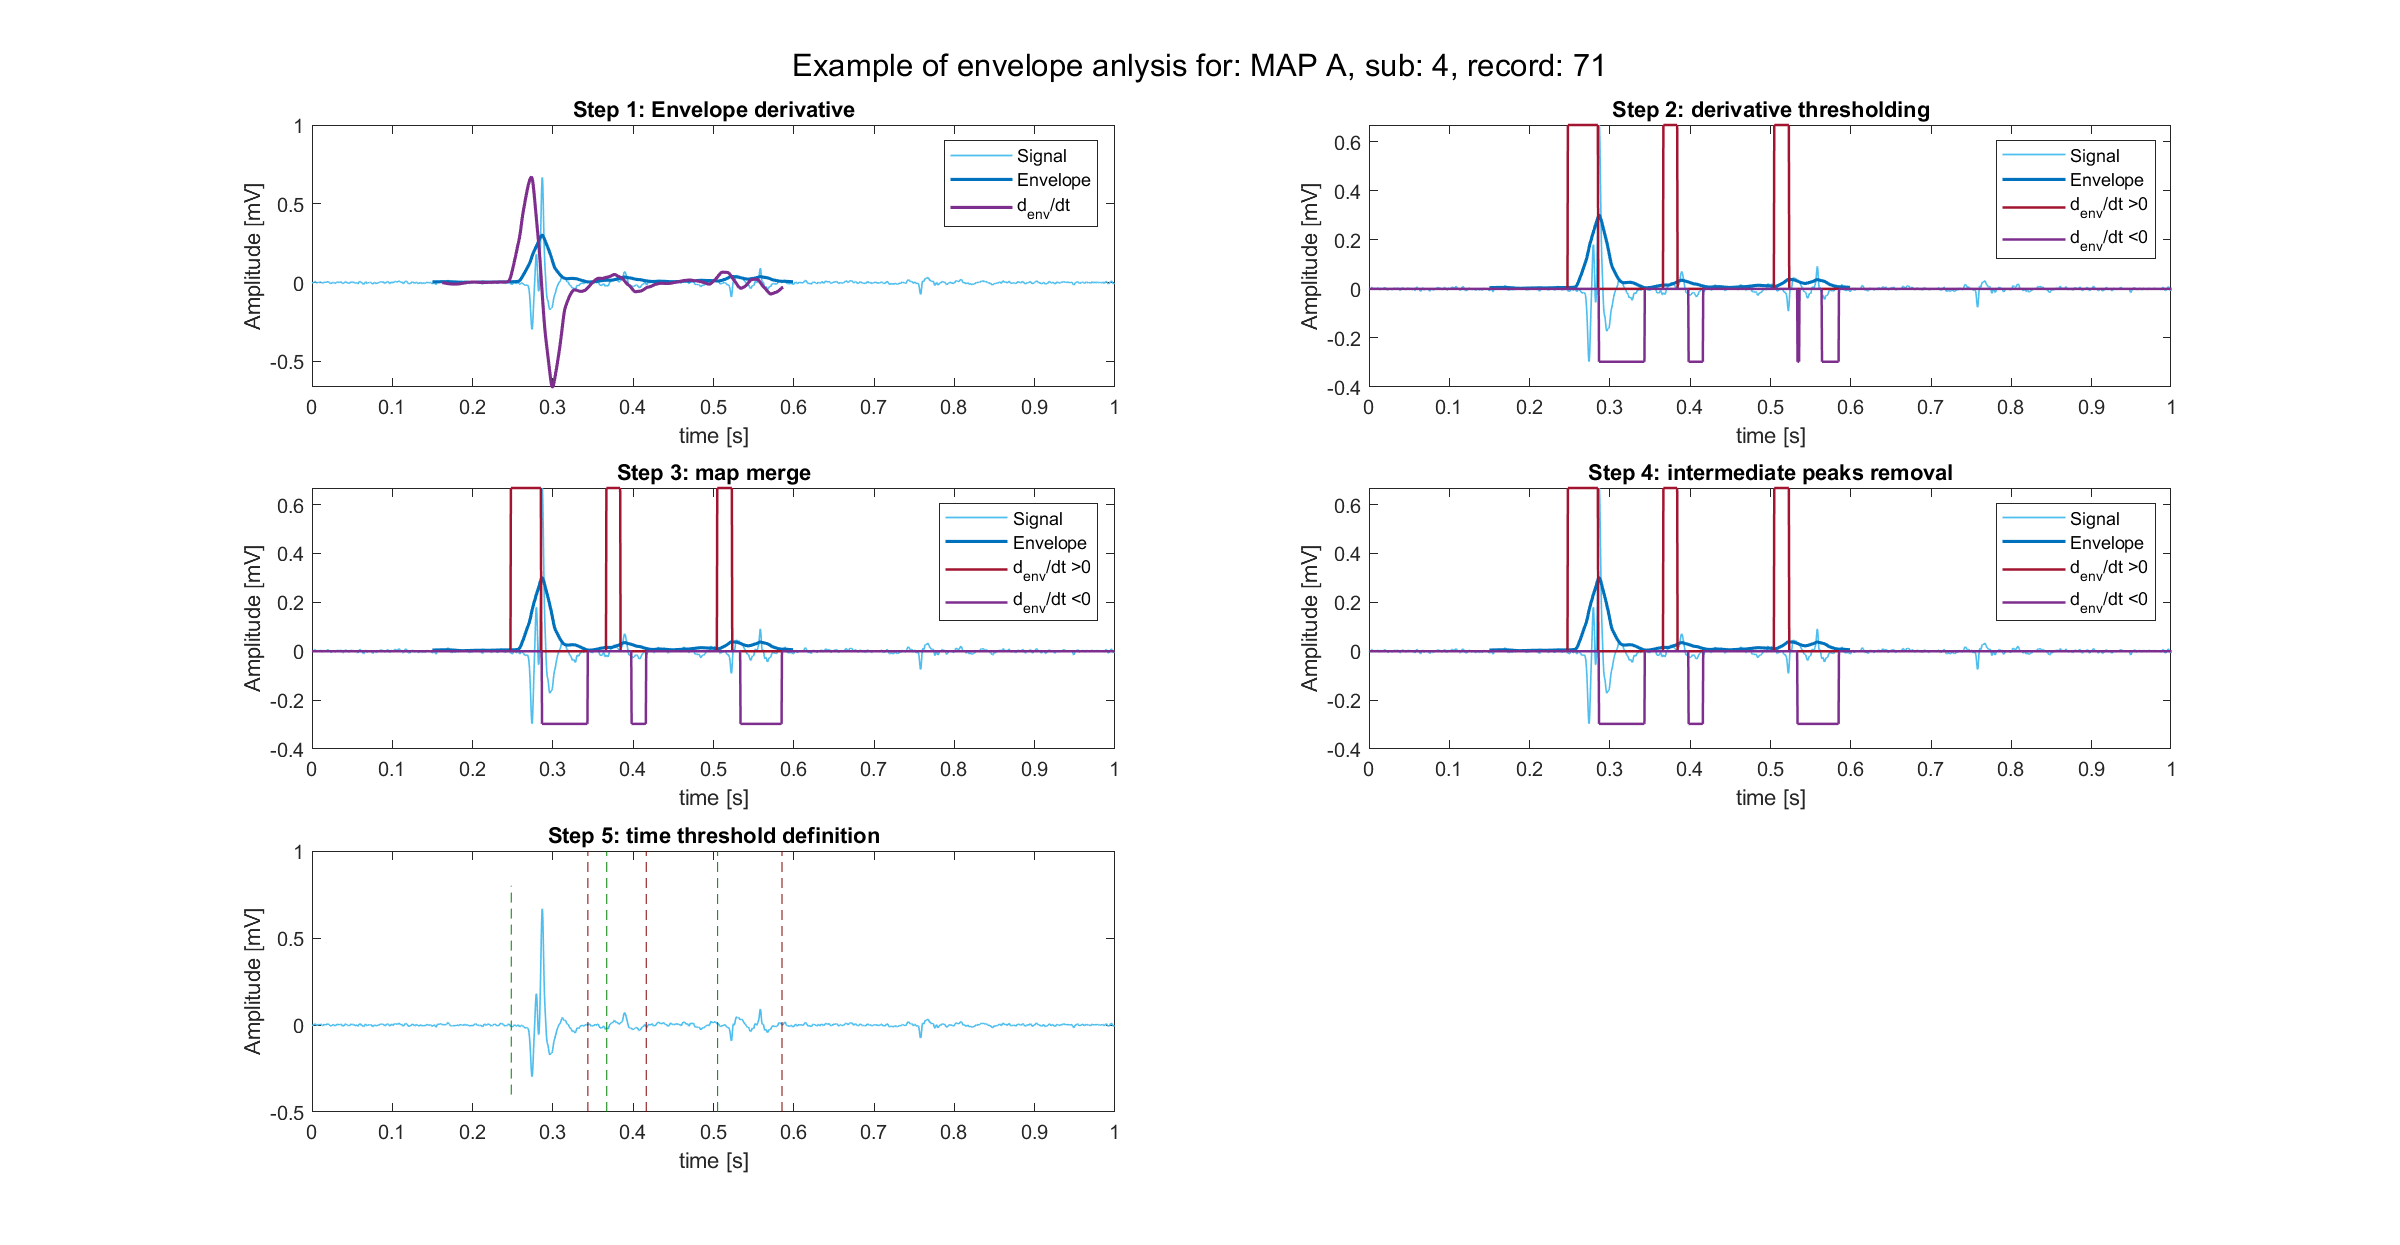 Example of envelope anlysis for: MAP A, sub: 4, record: 71
Step 1: Envelope derivative
1
0.5
0
-0.5
Amplitude [mV]
Signal
Envelope
d_env/dt
0 0.1 0.2 0.3 0.4 0.5 0.6 0.7 0.8 0.9 1
time [s]
Step 2: derivative thresholding
0.6
0.4
0.2
0
-0.2
-0.4
Amplitude [mV]
Signal
Envelope
d_env/dt >0
d_env/dt <0
0 0.1 0.2 0.3 0.4 0.5 0.6 0.7 0.8 0.9 1
time [s]
Step 3: map merge
0.6
0.4
0.2
0
-0.2
-0.4
Amplitude [mV]
Signal
Envelope
d_env/dt >0
d_env/dt <0
0 0.1 0.2 0.3 0.4 0.5 0.6 0.7 0.8 0.9 1
time [s]
Step 4: intermediate peaks removal
0.6
0.4
0.2
0
-0.2
-0.4
Amplitude [mV]
Signal
Envelope
d_env/dt >0
d_env/dt <0
0 0.1 0.2 0.3 0.4 0.5 0.6 0.7 0.8 0.9 1
time [s]
Step 5: time threshold definition
1
0.5
0
-0.5
Amplitude [mV]
0 0.1 0.2 0.3 0.4 0.5 0.6 0.7 0.8 0.9 1
time [s]